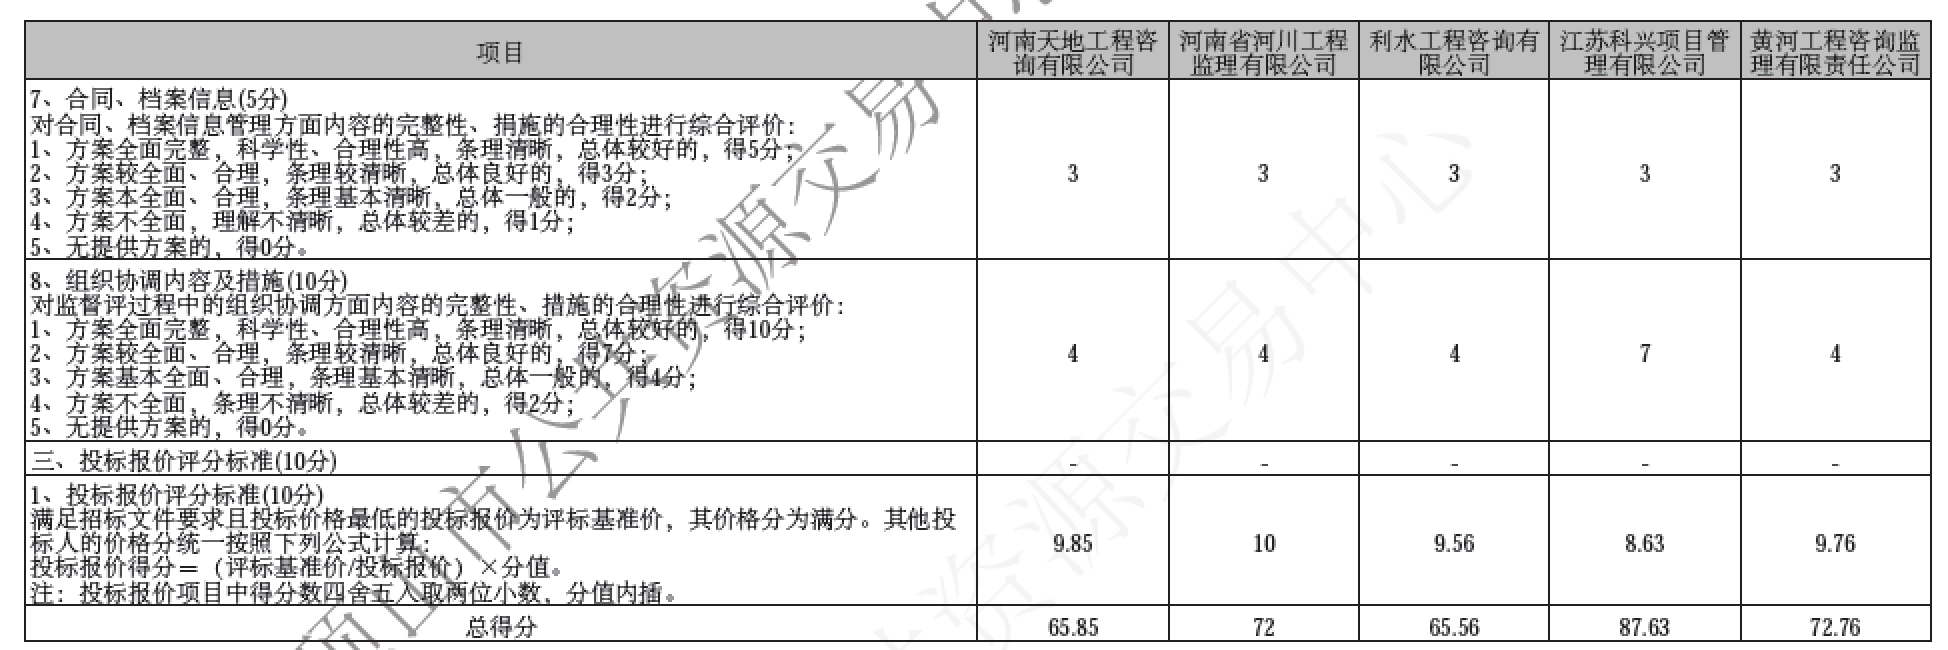 项目
河南天地工程咨
询有限公司
河南省河川工程
监理有限公司
利水工程咨询有
限公司
江苏科兴项目管
理有限公司
黄河工程咨询监
理有限责任公司
7、合同、档案信息(5分)
对合同、档案信息管理方面内容的完整性、捐施的合理性进行综合评价：
1、方案全面完整，科学性、合理性高，条理清晰，总体较好的，得5分；
2、方案较全面、合理，条理较清晰，总体良好的，得3分；
3、方案本全面、合理，条理基本清晰，总体一般的，得2分；
4、方案不全面，理解不清晰，总体较差的，得1分；
5、无提供方案的，得0分。
3
3
3
3
3
8、组织协调内容及措施(10分)
对监督评过程中的组织协调方面内容的完整性、措施的合理性进行综合评价：
1、方案全面完整，科学性、合理性高，条理清晰，总体较好的，得10分；
2、方案较全面、合理，条理较清晰，总体良好的，得7分；
3、方案基本全面、合理，条理基本清晰，总体一般的，得4分；
4、方案不全面，条理不清晰，总体较差的，得2分；
5、无提供方案的，得0分。
4
4
4
7
4
三、投标报价评分标准(10分)
-
-
-
-
-
1、投标报价评分标准(10分)
满足招标文件要求且投标价格最低的投标报价为评标基准价，其价格分为满分。其他投
标人的价格分统一按照下列公式计算：
投标报价得分＝（评标基准价/投标报价）×分值。
注：投标报价项目中得分数四舍五入取两位小数，分值内插。
9.85
10
9.56
8.63
9.76
总得分
65.85
72
65.56
87.63
72.76
顶山市公共资源交易中
资源交易中心